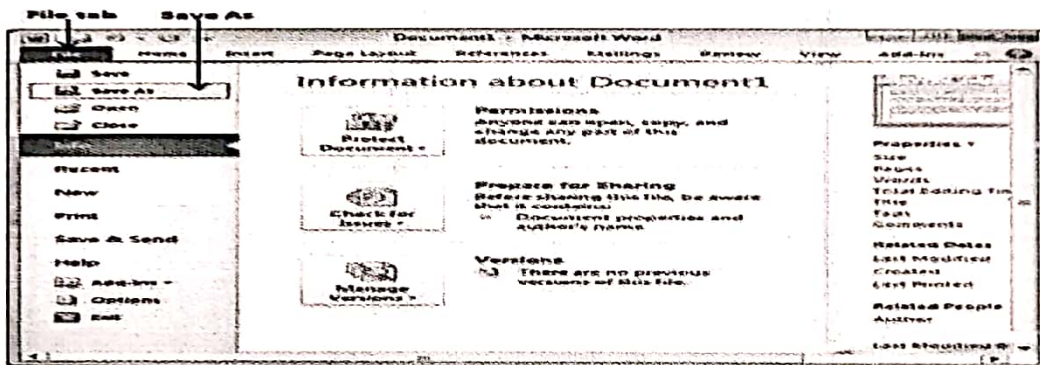 File tab Save As
Document1 - Microsoft Word
Home Insert Page Layout References Mailings Review View Add-Ins
Save
Save As
Open
Close
Info
Recent
New
Print
Save & Send
Help
Add-Ins
Options
Exit
Information about Document1
Protect
Document
Permissions
Anyone can open, copy, and
change any part of this
document.
Check for
Issues
Prepare for Sharing
Before sharing this file, be aware
that it contains:
Document properties and
author's name
Manage
Versions
Versions
There are no previous
versions of this file.
Properties
Size
Pages
Words
Total Editing Tim
Title
Tags
Comments
Related Dates
Last Modified
Created
Last Printed
Related People
Author
Last Modified B